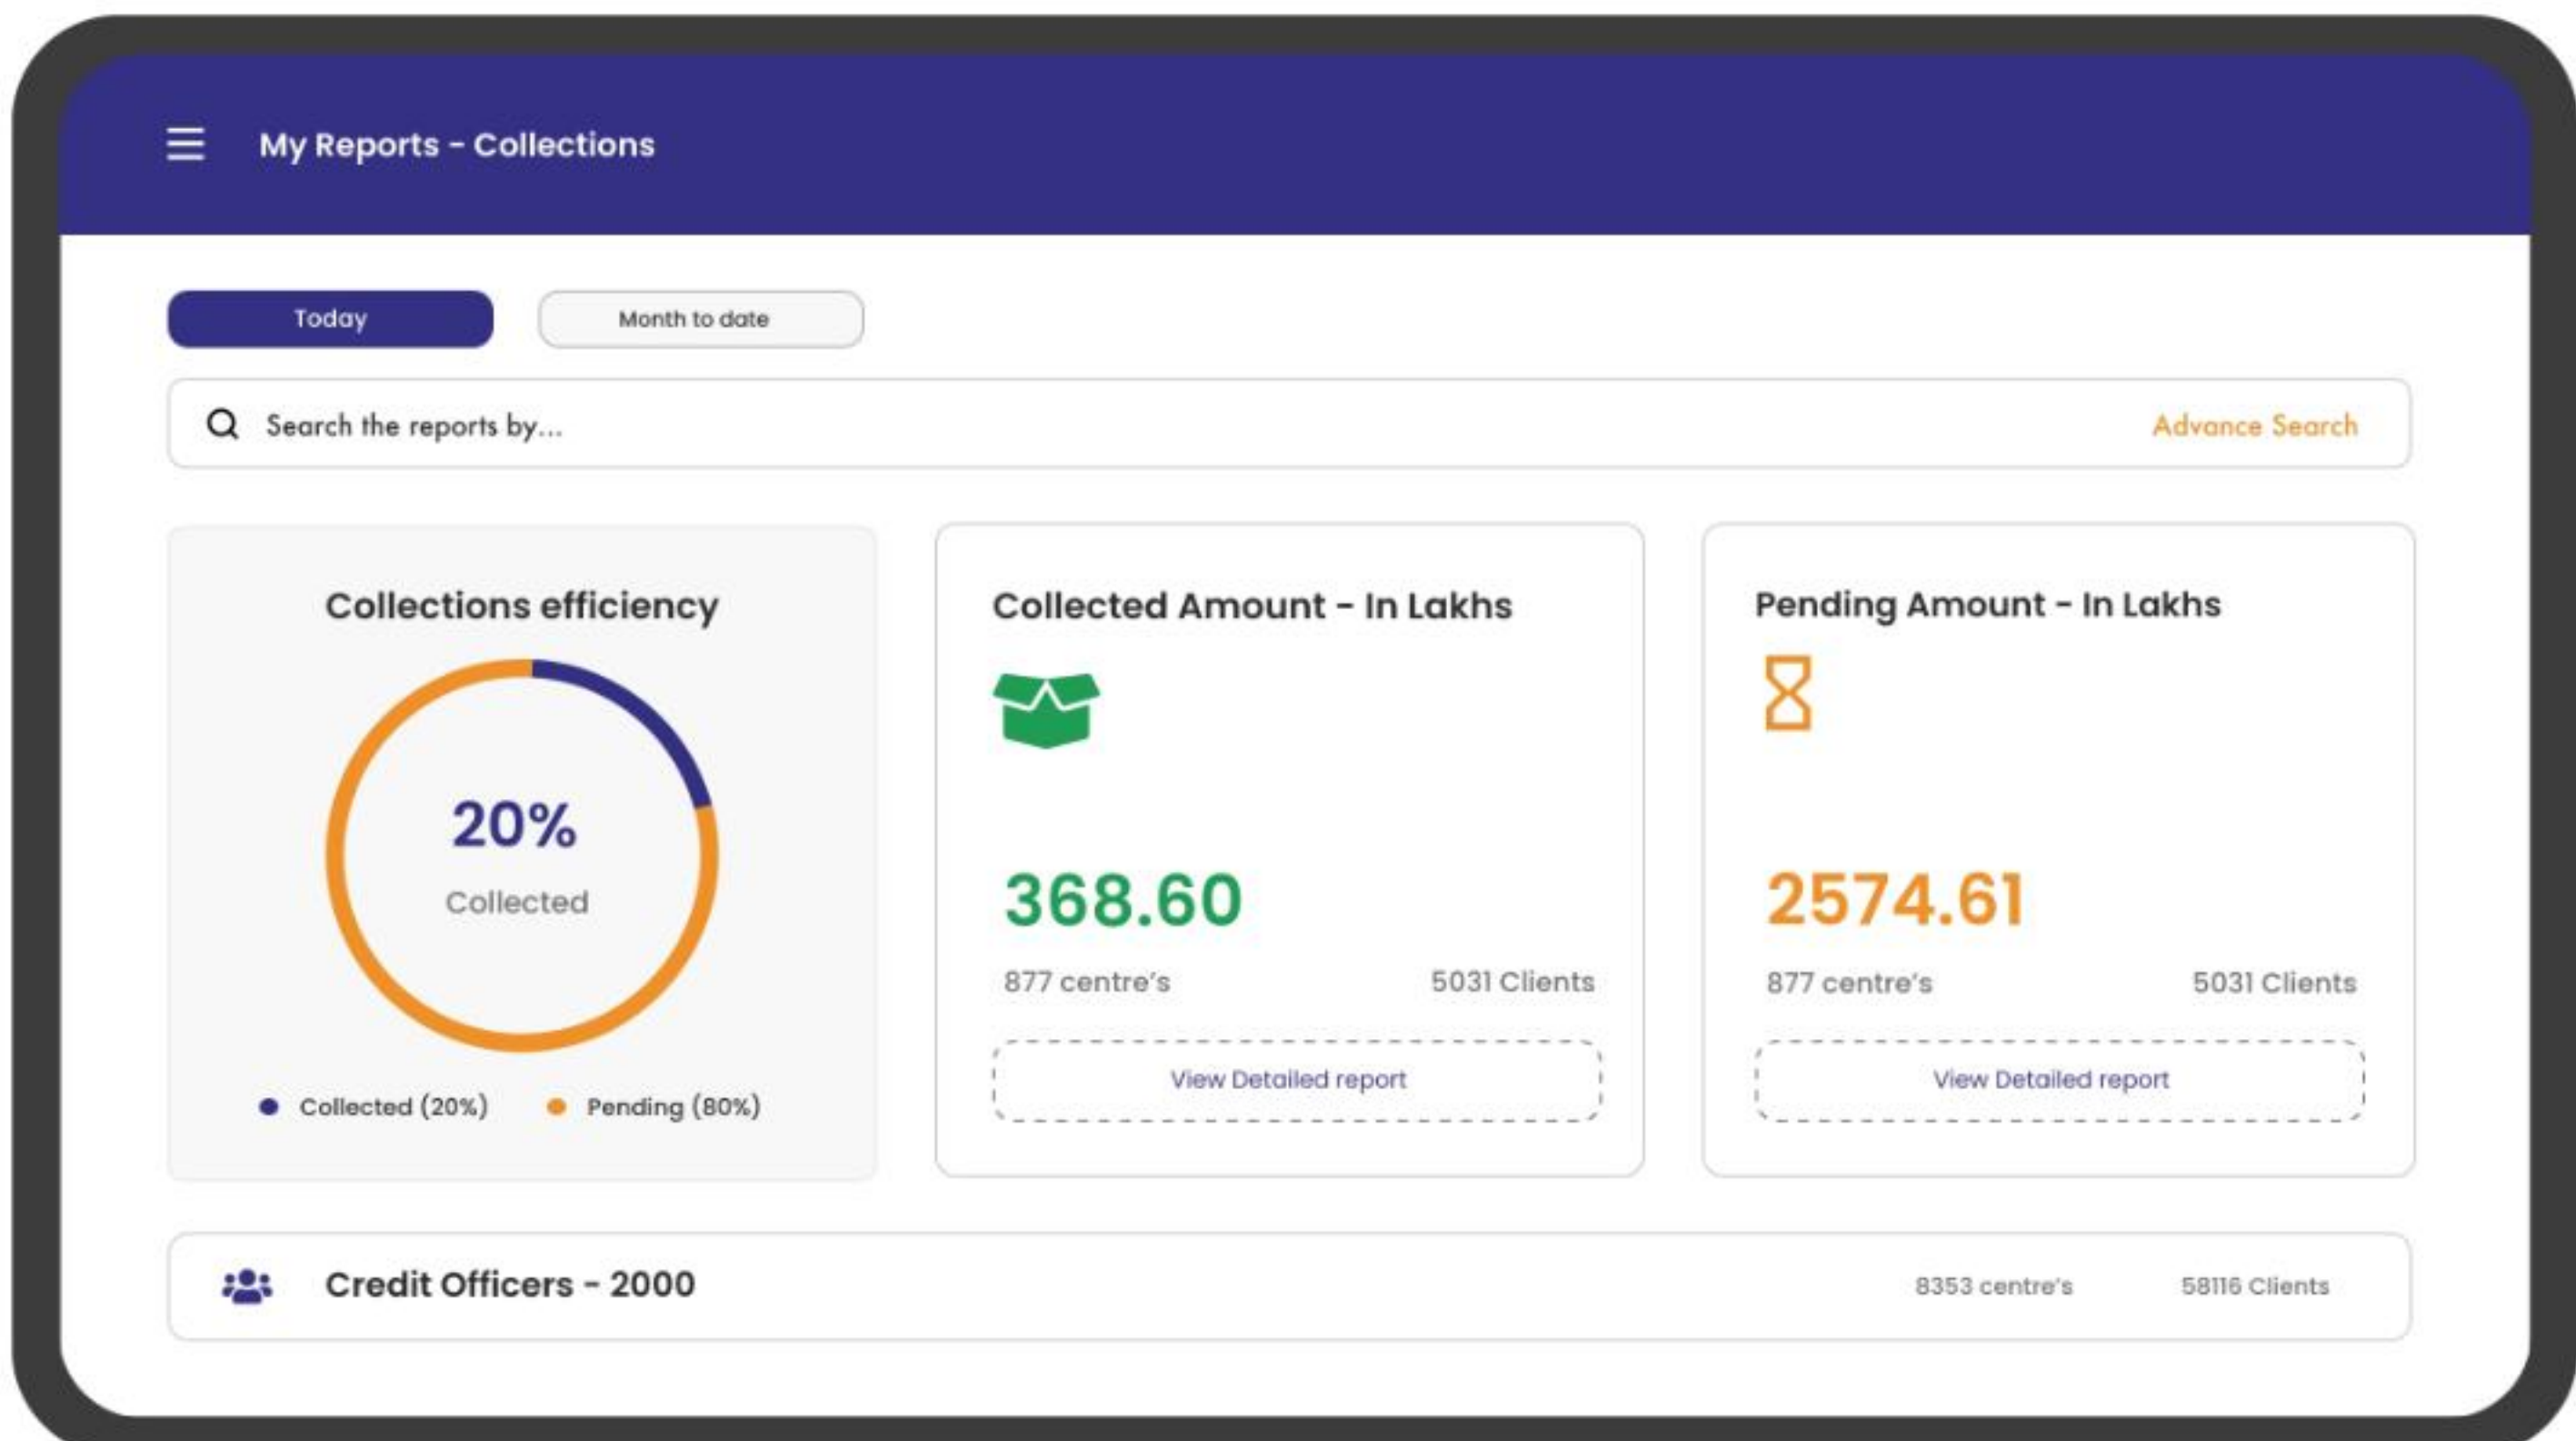 My Reports - Collections
Today
Month to date
Search the reports by...
Advance Search
Collections efficiency
20%
Collected
Collected (20%)
Pending (80%)
Collected Amount - In Lakhs
368.60
877 centre's
5031 Clients
View Detailed report
Pending Amount - In Lakhs
2574.61
877 centre's
5031 Clients
View Detailed report
Credit Officers - 2000
8353 centre's
58116 Clients